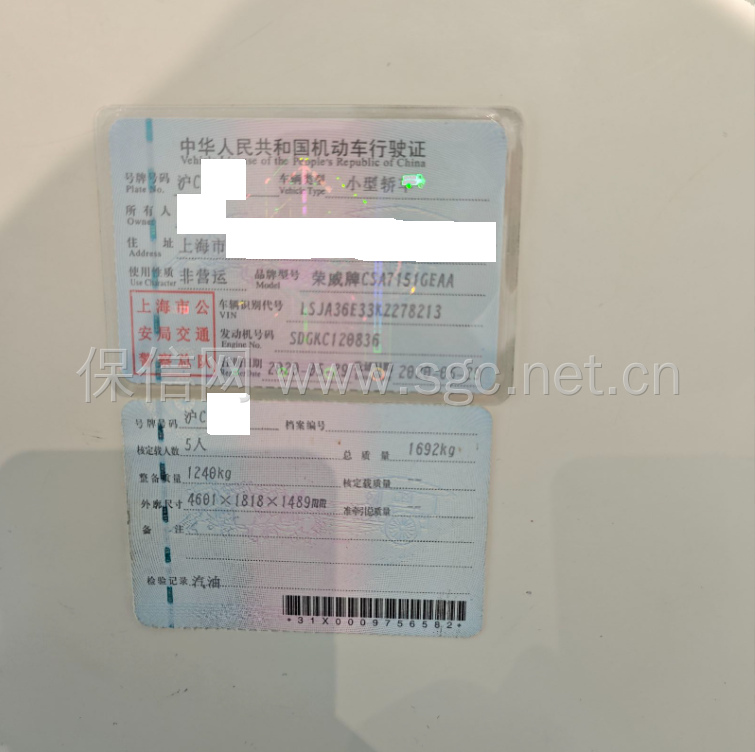 中华人民共和国机动车行驶证
Vehicle License of the People's Republic of China
号牌号码 沪C 车辆类型 小型轿车
Plate No. Vehicle Type
所有人
Owner
住 址 上海市
Address
使用性质 非营运 品牌型号 荣威牌CSA7151GEAA
Use Character Model
上海市公 车辆识别代号 LSJA36E33KZ278213
VIN
安局交通 发动机号码 SDGKC120836
Engine No.
警察总队
保信网 www.sgc.net.cn
号牌号码 沪C 档案编号
核定载人数 5人 总 质 量 1692kg
整备质量 1240kg 核定载质量 --
外廓尺寸 4601×1818×1489 准牵引总质量 --
备 注
检验记录 汽油
*31X0009756582*